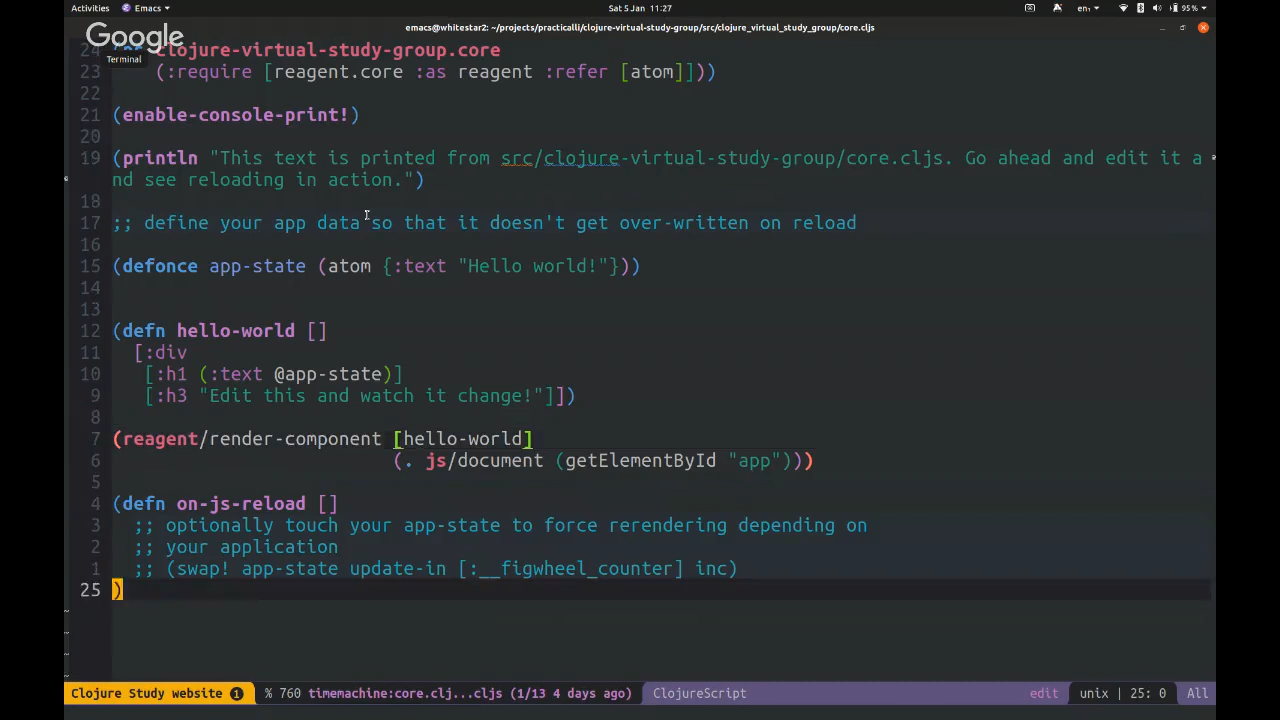 Activities Emacs Sat 5 Jan 11:27 en₁ 95%
emacs@whitestar2: ~/projects/practicalli/clojure-virtual-study-group/src/clojure_virtual_study_group/core.cljs
Google
Terminal
24 clojure-virtual-study-group.core
23 (:require [reagent.core :as reagent :refer [atom]]))
22
21 (enable-console-print!)
20
19 (println "This text is printed from src/clojure-virtual-study-group/core.cljs. Go ahead and edit it a
nd see reloading in action.")
18
17 ;; define your app data so that it doesn't get over-written on reload
16
15 (defonce app-state (atom {:text "Hello world!"}))
14
13
12 (defn hello-world []
11 [:div
10 [:h1 (:text @app-state)]
9 [:h3 "Edit this and watch it change!"]])
8
7 (reagent/render-component [hello-world]
6 (. js/document (getElementById "app")))
5
4 (defn on-js-reload []
3 ;; optionally touch your app-state to force rerendering depending on
2 ;; your application
1 ;; (swap! app-state update-in [:__figwheel_counter] inc)
25 )
~
~
~
~
Clojure Study website 1 % 760 timemachine:core.clj...cljs (1/13 4 days ago) ClojureScript edit unix | 25: 0 All